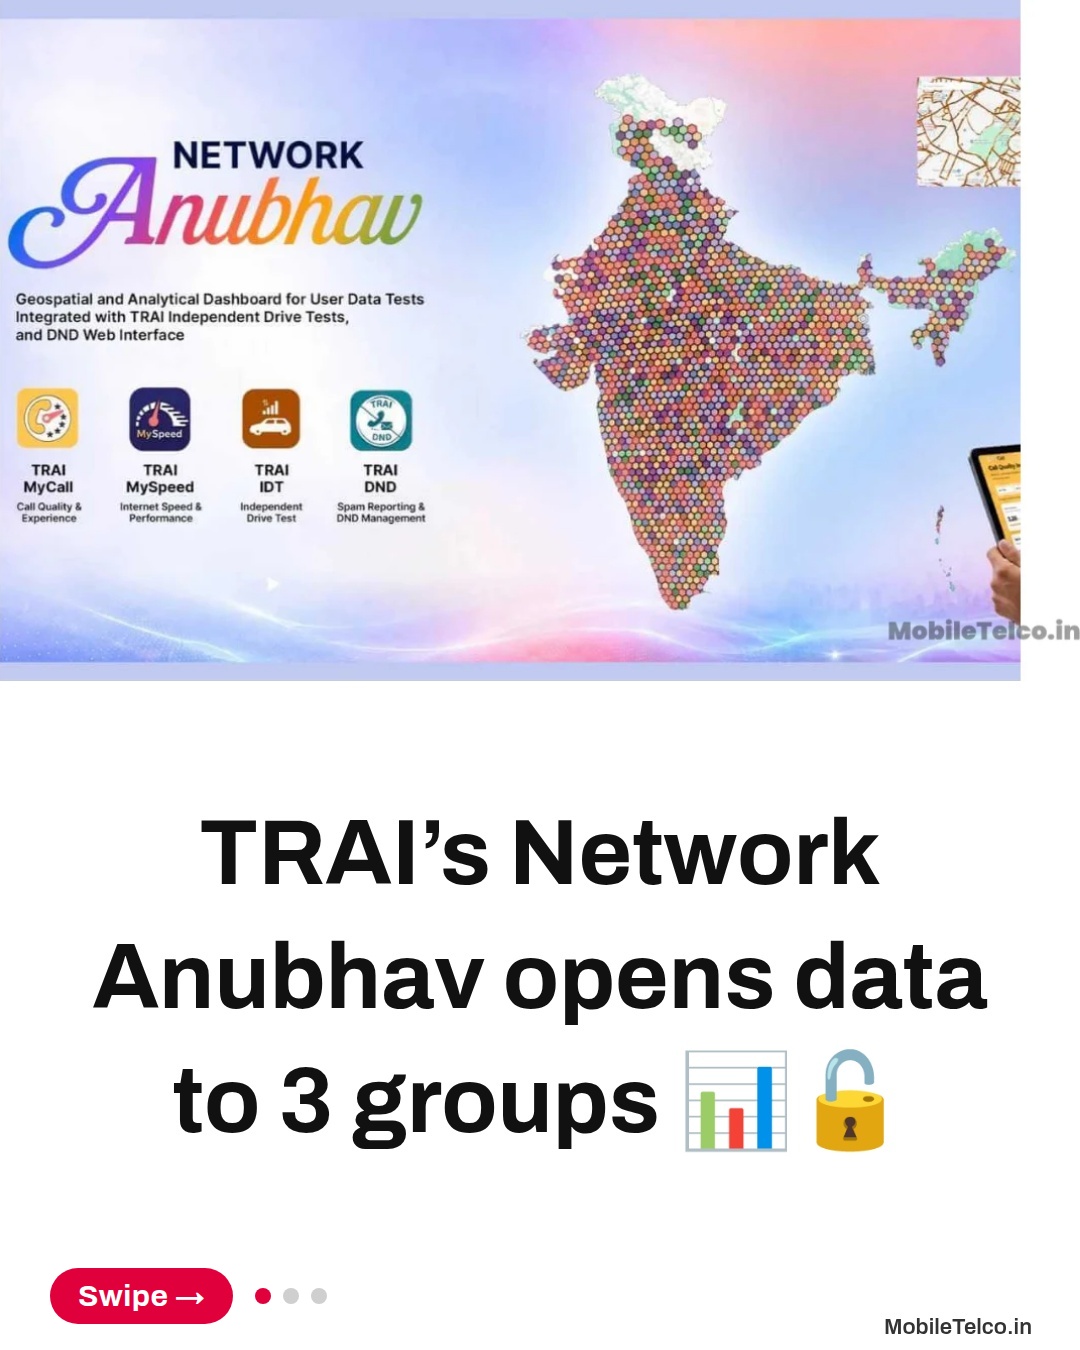 NETWORK
Anubhav
Geospatial and Analytical Dashboard for User Data Tests
Integrated with TRAI Independent Drive Tests,
and DND Web Interface
TRAI
DND
MySpeed
TRAI
MyCall
Call Quality &
Experience
TRAI
MySpeed
Internet Speed &
Performance
TRAI
IDT
Independent
Drive Test
TRAI
DND
Spam Reporting &
DND Management
MobileTelco.in
TRAI’s Network
Anubhav opens data
to 3 groups 📊 🔓
Swipe →
MobileTelco.in